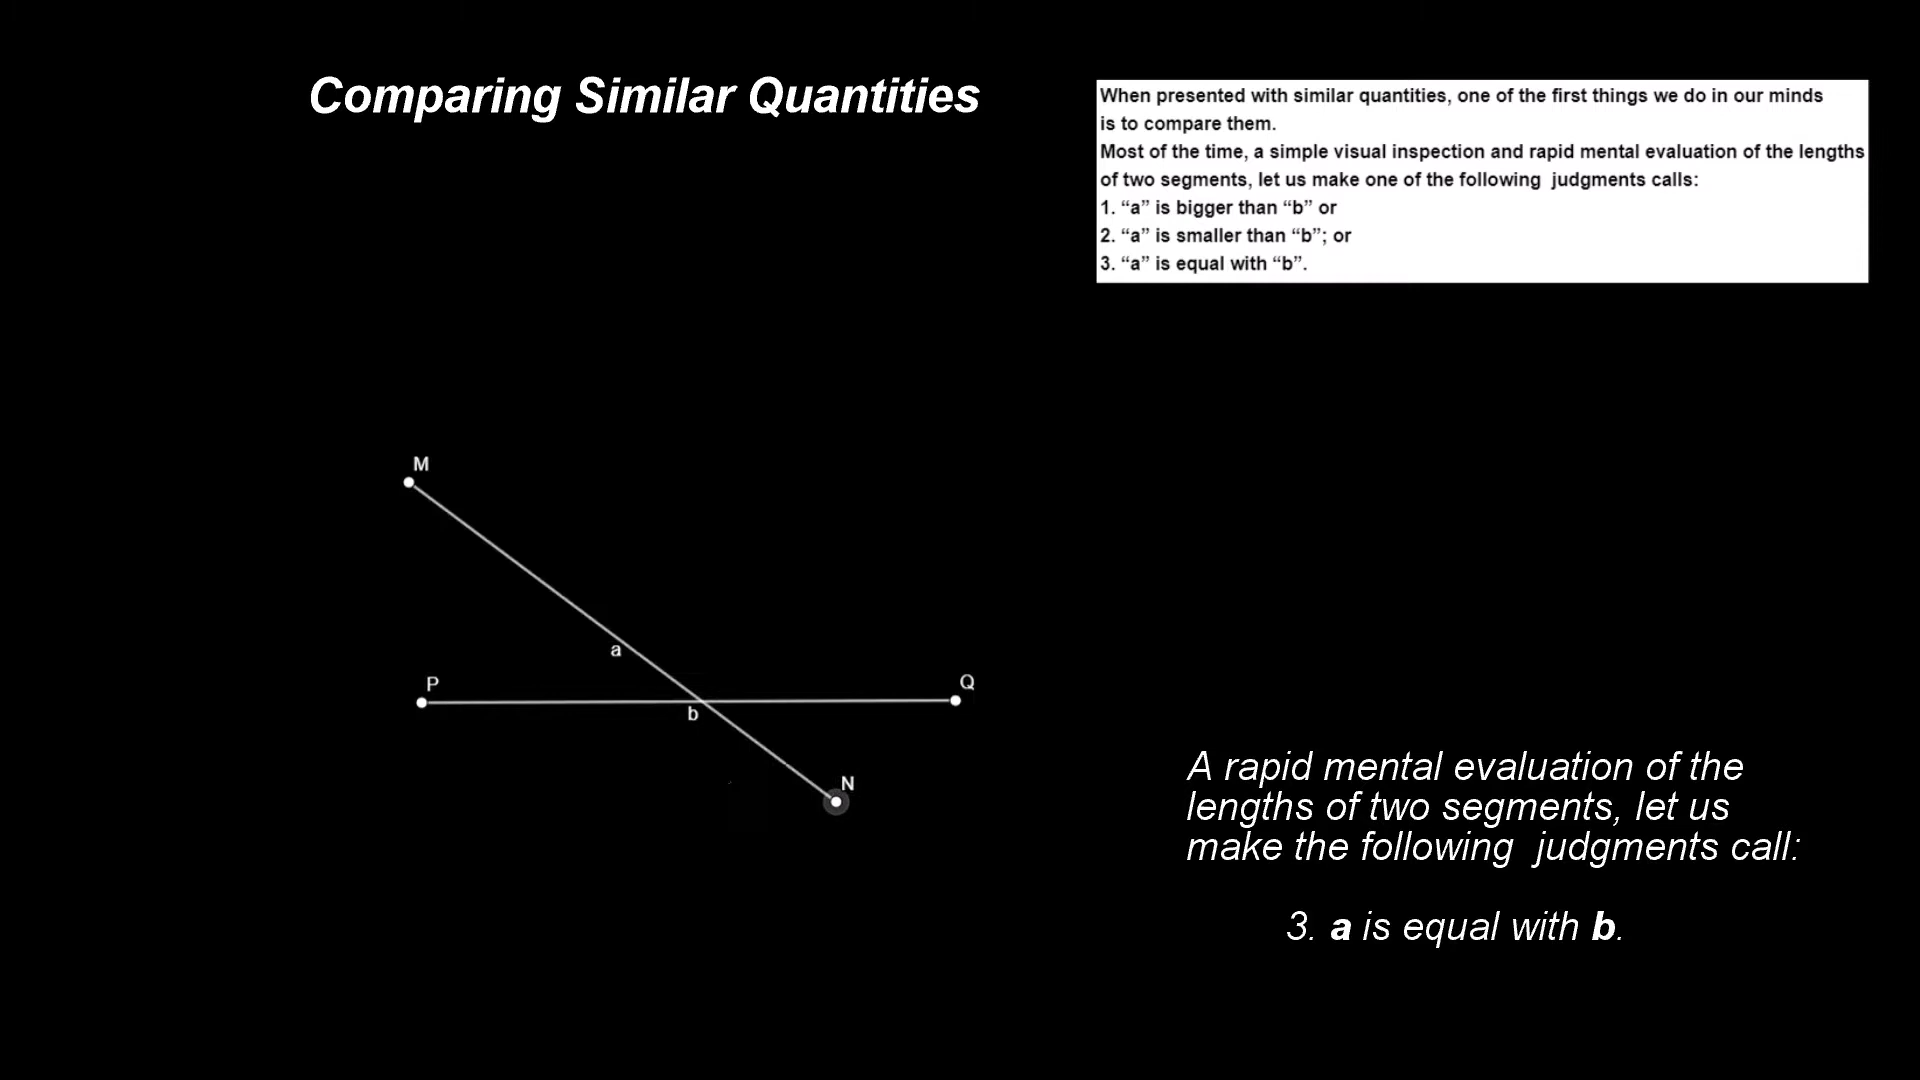 Comparing Similar Quantities
When presented with similar quantities, one of the first things we do in our minds
is to compare them.
Most of the time, a simple visual inspection and rapid mental evaluation of the lengths
of two segments, let us make one of the following  judgments calls:
1. “a” is bigger than “b” or
2. “a” is smaller than “b”; or
3. “a” is equal with “b”.
M
a
P
Q
b
N
A rapid mental evaluation of the
lengths of two segments, let us
make the following  judgments call:
3. a is equal with b.